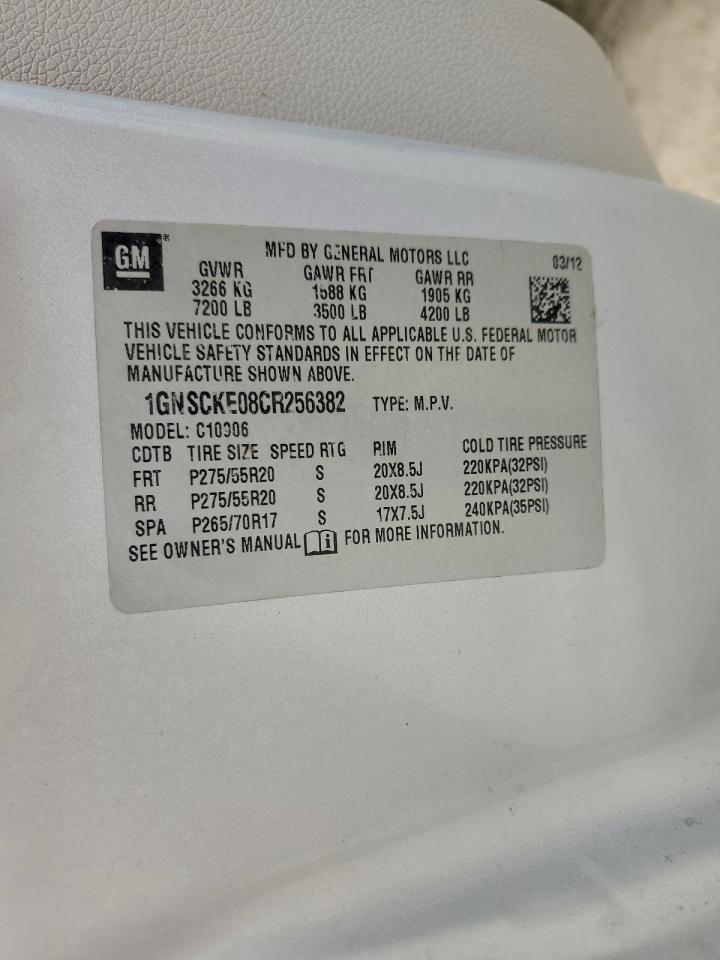 GM® MFD BY GENERAL MOTORS LLC 03/12
GVWR GAWR FRT GAWR RR
3266 KG 1588 KG 1905 KG
7200 LB 3500 LB 4200 LB
THIS VEHICLE CONFORMS TO ALL APPLICABLE U.S. FEDERAL MOTOR
VEHICLE SAFETY STANDARDS IN EFFECT ON THE DATE OF
MANUFACTURE SHOWN ABOVE.
1GNSCKE08CR256382 TYPE: M.P.V.
MODEL: C10906
CDTB TIRE SIZE SPEED RTG RIM COLD TIRE PRESSURE
FRT P275/55R20 S 20X8.5J 220KPA(32PSI)
RR P275/55R20 S 20X8.5J 220KPA(32PSI)
SPA P265/70R17 S 17X7.5J 240KPA(35PSI)
SEE OWNER'S MANUAL i FOR MORE INFORMATION.